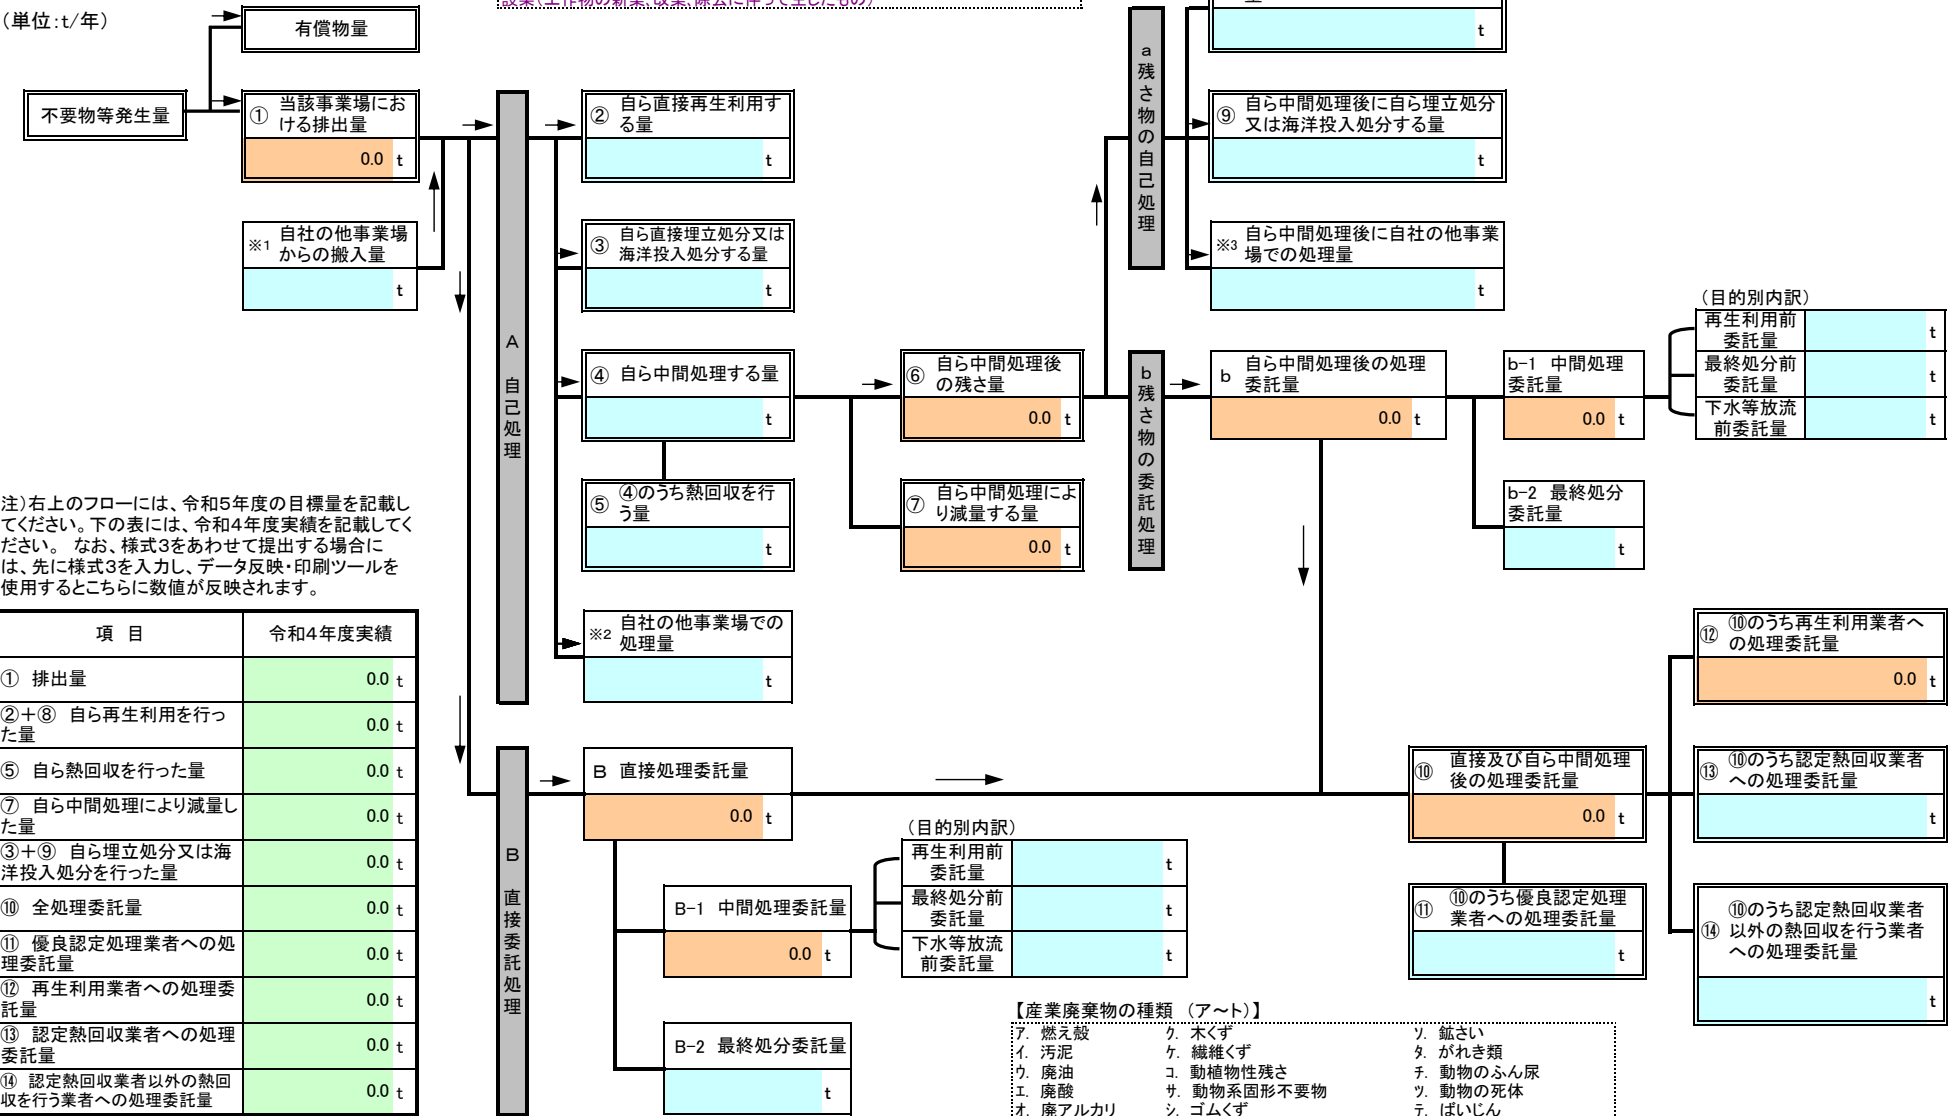 （単位:t/年）
有償物量
不要物等発生量
① 当該事業場にお
ける排出量
0.0 t
※1 自社の他事業場
からの搬入量
t
A 自己処理
② 自ら直接再生利用す
る量
t
③ 自ら直接埋立処分又は
海洋投入処分する量
t
④ 自ら中間処理する量
t
⑤ ④のうち熱回収を行
う量
t
※2 自社の他事業場での
処理量
t
⑥ 自ら中間処理後
の残さ量
0.0 t
⑦ 自ら中間処理によ
り減量する量
0.0 t
a 残さ物の自己処理
t
⑨ 自ら中間処理後に自ら埋立処分
又は海洋投入処分する量
t
※3 自ら中間処理後に自社の他事業
場での処理量
t
b 残さ物の委託処理
b 自ら中間処理後の処理
委託量
0.0 t
b-1 中間処理
委託量
0.0 t
（目的別内訳）
再生利用前
委託量
t
最終処分前
委託量
t
下水等放流
前委託量
t
b-2 最終処分
委託量
t
注）右上のフローには、令和5年度の目標量を記載し
てください。下の表には、令和4年度実績を記載してく
ださい。 なお、様式3をあわせて提出する場合に
は、先に様式3を入力し、データ反映・印刷ツールを
使用するとこちらに数値が反映されます。
項 目 令和4年度実績
① 排出量 0.0 t
②＋⑧ 自ら再生利用を行っ
た量 0.0 t
⑤ 自ら熱回収を行った量 0.0 t
⑦ 自ら中間処理により減量し
た量 0.0 t
③＋⑨ 自ら埋立処分又は海
洋投入処分を行った量 0.0 t
⑩ 全処理委託量 0.0 t
⑪ 優良認定処理業者への処
理委託量 0.0 t
⑫ 再生利用業者への処理委
託量 0.0 t
⑬ 認定熱回収業者への処理
委託量 0.0 t
⑭ 認定熱回収業者以外の熱回
収を行う業者への処理委託量 0.0 t
B 直接委託処理
B 直接処理委託量
0.0 t
B-1 中間処理委託量
0.0 t
（目的別内訳）
再生利用前
委託量
t
最終処分前
委託量
t
下水等放流
前委託量
t
B-2 最終処分委託量
t
⑩ 直接及び自ら中間処理
後の処理委託量
0.0 t
⑪ ⑩のうち優良認定処理
業者への処理委託量
t
⑫ ⑩のうち再生利用業者へ
の処理委託量
0.0 t
⑬ ⑩のうち認定熱回収業者
への処理委託量
t
⑭ ⑩のうち認定熱回収業者
以外の熱回収を行う業者
への処理委託量
t
【産業廃棄物の種類 （ア～ト）】
ｱ. 燃え殻 ｸ. 木くず ｿ. 鉱さい
ｲ. 汚泥 ｹ. 繊維くず ﾀ. がれき類
ｳ. 廃油 ｺ. 動植物性残さ ﾁ. 動物のふん尿
ｴ. 廃酸 ｻ. 動物系固形不要物 ﾂ. 動物の死体
ｵ. 廃アルカリ ｼ. ゴムくず ﾃ. ばいじん